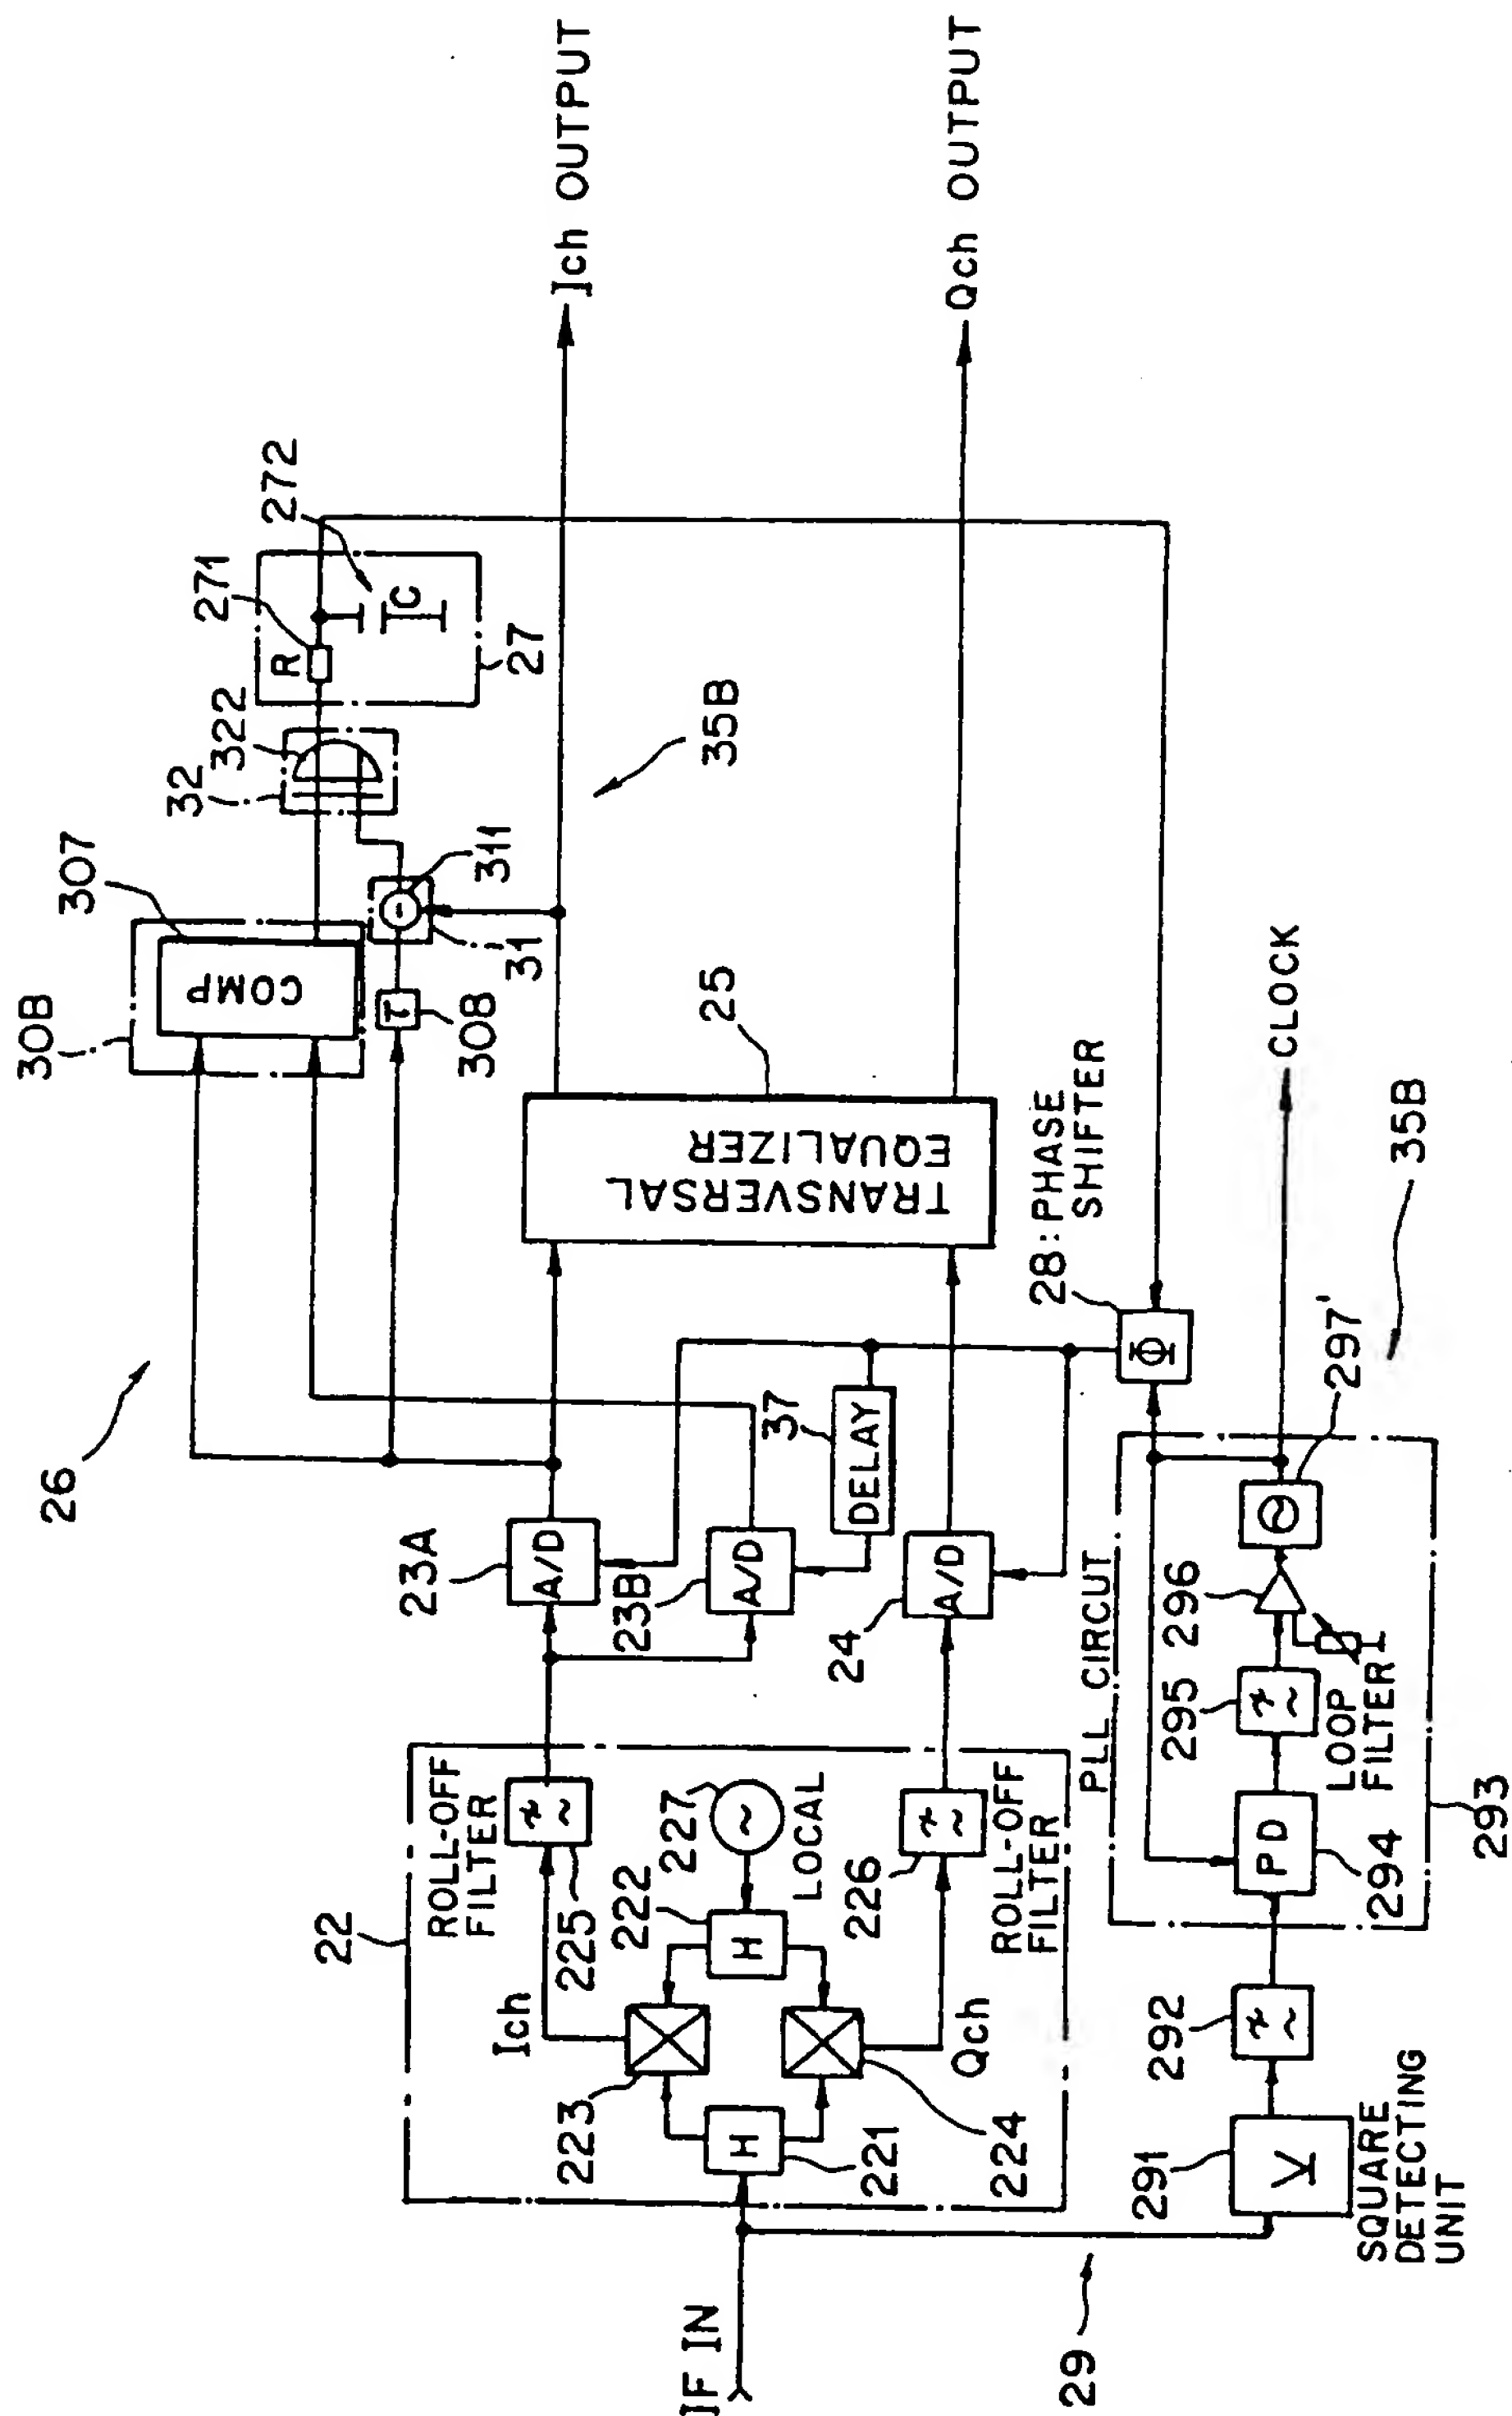 26
30B
307
32
322
271
272
R
C
27
COMP
τ
308
-
311
31
Ich OUTPUT
35B
23A
A/D
23B
A/D
37
DELAY
24
A/D
TRANSVERSAL
EQUALIZER
25
Qch OUTPUT
28:PHASE
SHIFTER
Φ
22
ROLL-OFF
FILTER
225
Ich
223
H
221
222
H
227
LOCAL
224
Qch
226
ROLL-OFF
FILTER
IF IN
29
291
SQUARE
DETECTING
UNIT
292
PLL CIRCUT
PD
294
295
LOOP
FILTER
296
297'
293
CLOCK
35B